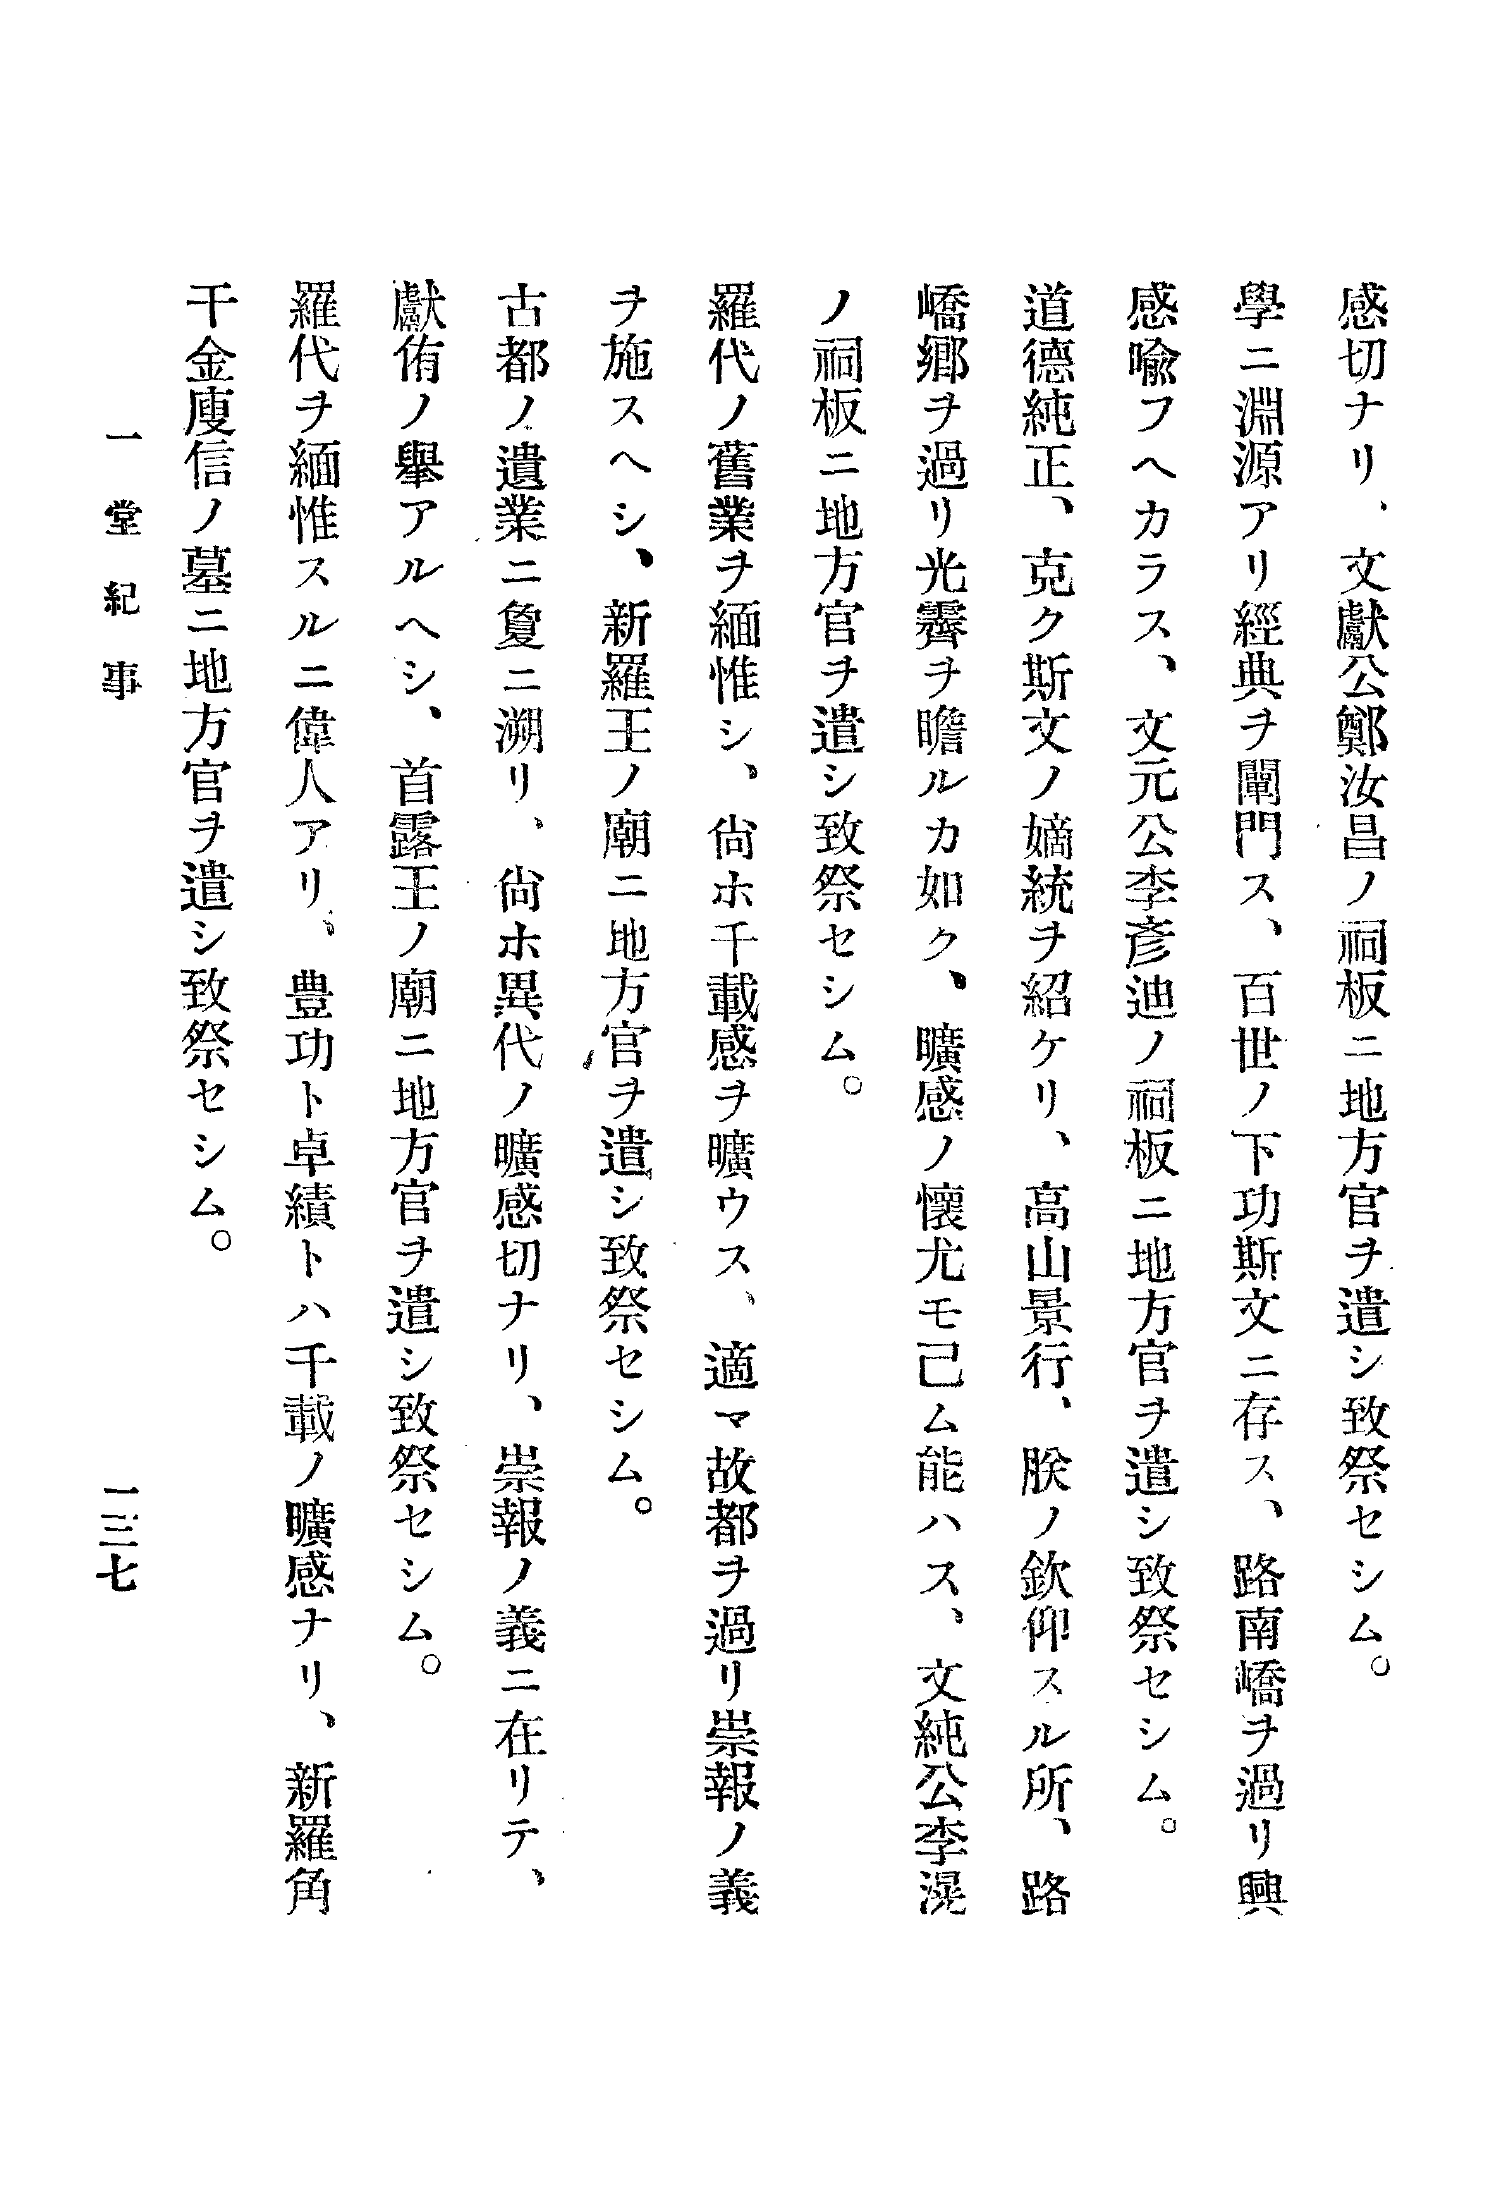 感切ナリ、文獻公鄭汝昌ノ祠板ニ地方官ヲ遣シ致祭セシム。
學ニ淵源アリ經典ヲ闡門ス、百世ノ下功斯文ニ存ス、路南嶠ヲ過リ興
感喩フヘカラス、文元公李彥迪ノ祠板ニ地方官ヲ遣シ致祭セシム。
道德純正、克ク斯文ノ嫡統ヲ紹ケリ、高山景行、朕ノ欽仰スル所、路
嶠鄕ヲ過リ光霽ヲ瞻ルカ如ク、曠感ノ懷尤モ已ム能ハス、文純公李滉
ノ祠板ニ地方官ヲ遣シ致祭セシム。
羅代ノ舊業ヲ緬惟シ、尙ホ千載感ヲ曠ウス、適マ故都ヲ過リ崇報ノ義
ヲ施スヘシ、新羅王ノ廟ニ地方官ヲ遣シ致祭セシム。
古都ノ遺業ニ敻ニ溯リ、尙ホ異代ノ曠感切ナリ、崇報ノ義ニ在リテ、
獻侑ノ擧アルヘシ、首露王ノ廟ニ地方官ヲ遣シ致祭セシム。
羅代ヲ緬惟スルニ偉人アリ、豊功ト卓績トハ千載ノ曠感ナリ、新羅角
干金庾信ノ墓ニ地方官ヲ遣シ致祭セシム。
一堂紀事 一三七